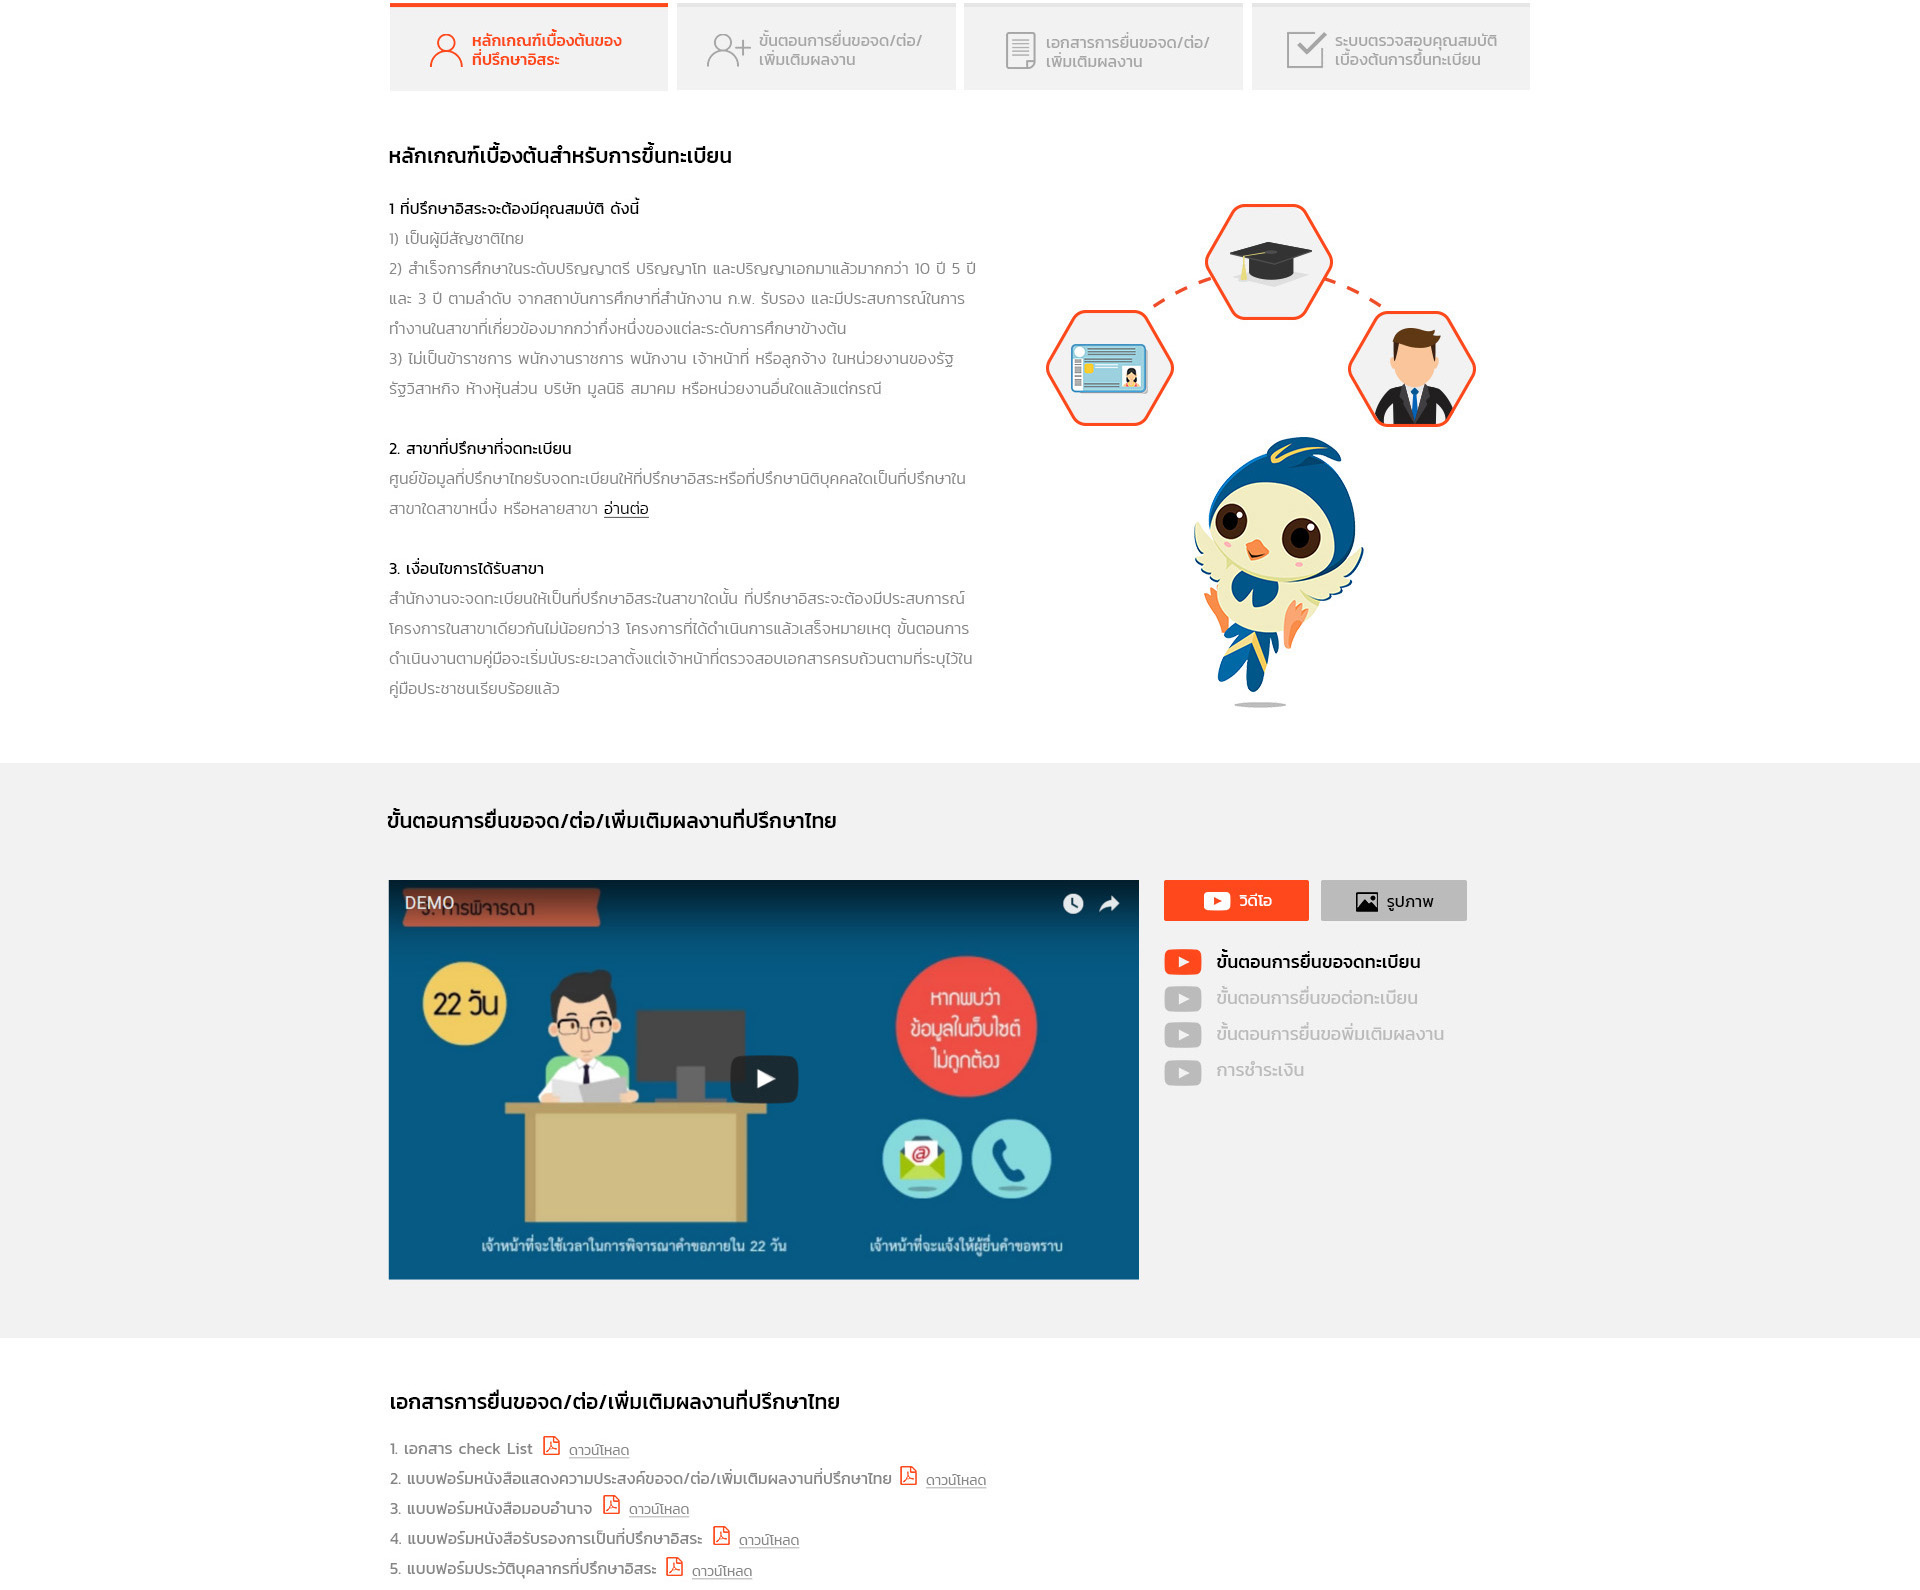 หลักเกณฑ์เบื้องต้นของ
ที่ปรึกษาอิสระ
ขั้นตอนการยื่นขอจด/ต่อ/
เพิ่มเติมผลงาน
เอกสารการยื่นขอจด/ต่อ/
เพิ่มเติมผลงาน
ระบบตรวจสอบคุณสมบัติ
เบื้องต้นการขึ้นทะเบียน
หลักเกณฑ์เบื้องต้นสำหรับการขึ้นทะเบียน
1 ที่ปรึกษาอิสระจะต้องมีคุณสมบัติ ดังนี้
1) เป็นผู้มีสัญชาติไทย
2) สำเร็จการศึกษาในระดับปริญญาตรี ปริญญาโท และปริญญาเอกมาแล้วมากกว่า 10 ปี 5 ปี
และ 3 ปี ตามลำดับ จากสถาบันการศึกษาที่สำนักงาน ก.พ. รับรอง และมีประสบการณ์ในการ
ทำงานในสาขาที่เกี่ยวข้องมากกว่ากึ่งหนึ่งของแต่ละระดับการศึกษาข้างต้น
3) ไม่เป็นข้าราชการ พนักงานราชการ พนักงาน เจ้าหน้าที่ หรือลูกจ้าง ในหน่วยงานของรัฐ
รัฐวิสาหกิจ ห้างหุ้นส่วน บริษัท มูลนิธิ สมาคม หรือหน่วยงานอื่นใดแล้วแต่กรณี
2. สาขาที่ปรึกษาที่จดทะเบียน
ศูนย์ข้อมูลที่ปรึกษาไทยรับจดทะเบียนให้ที่ปรึกษาอิสระหรือที่ปรึกษานิติบุคคลใดเป็นที่ปรึกษาใน
สาขาใดสาขาหนึ่ง หรือหลายสาขา อ่านต่อ
3. เงื่อนไขการได้รับสาขา
สำนักงานจะจดทะเบียนให้เป็นที่ปรึกษาอิสระในสาขาใดนั้น ที่ปรึกษาอิสระจะต้องมีประสบการณ์
โครงการในสาขาเดียวกันไม่น้อยกว่า3 โครงการที่ได้ดำเนินการแล้วเสร็จหมายเหตุ ขั้นตอนการ
ดำเนินงานตามคู่มือจะเริ่มนับระยะเวลาตั้งแต่เจ้าหน้าที่ตรวจสอบเอกสารครบถ้วนตามที่ระบุไว้ใน
คู่มือประชาชนเรียบร้อยแล้ว
ขั้นตอนการยื่นขอจด/ต่อ/เพิ่มเติมผลงานที่ปรึกษาไทย
DEMO
3. การพิจารณา
22 วัน
หากพบว่า
ข้อมูลในเว็บไซต์
ไม่ถูกต้อง
@
เจ้าหน้าที่จะใช้เวลาในการพิจารณาคำขอภายใน 22 วัน
เจ้าหน้าที่จะแจ้งให้ผู้ยื่นคำขอทราบ
วิดีโอ
รูปภาพ
ขั้นตอนการยื่นขอจดทะเบียน
ขั้นตอนการยื่นขอต่อทะเบียน
ขั้นตอนการยื่นขอพิ่มเติมผลงาน
การชำระเงิน
เอกสารการยื่นขอจด/ต่อ/เพิ่มเติมผลงานที่ปรึกษาไทย
1. เอกสาร check List ดาวน์โหลด
2. แบบฟอร์มหนังสือแสดงความประสงค์ขอจด/ต่อ/เพิ่มเติมผลงานที่ปรึกษาไทย ดาวน์โหลด
3. แบบฟอร์มหนังสือมอบอำนาจ ดาวน์โหลด
4. แบบฟอร์มหนังสือรับรองการเป็นที่ปรึกษาอิสระ ดาวน์โหลด
5. แบบฟอร์มประวัติบุคลากรที่ปรึกษาอิสระ ดาวน์โหลด